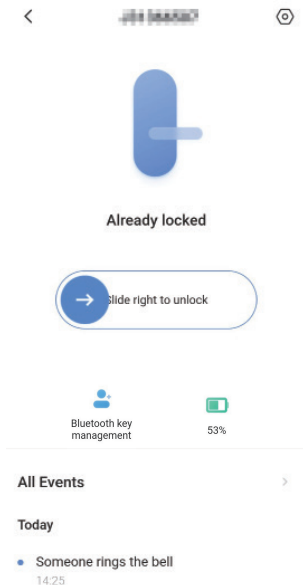 Already locked
Slide right to unlock
Bluetooth key
management
53%
All Events
Today
Someone rings the bell
14:25